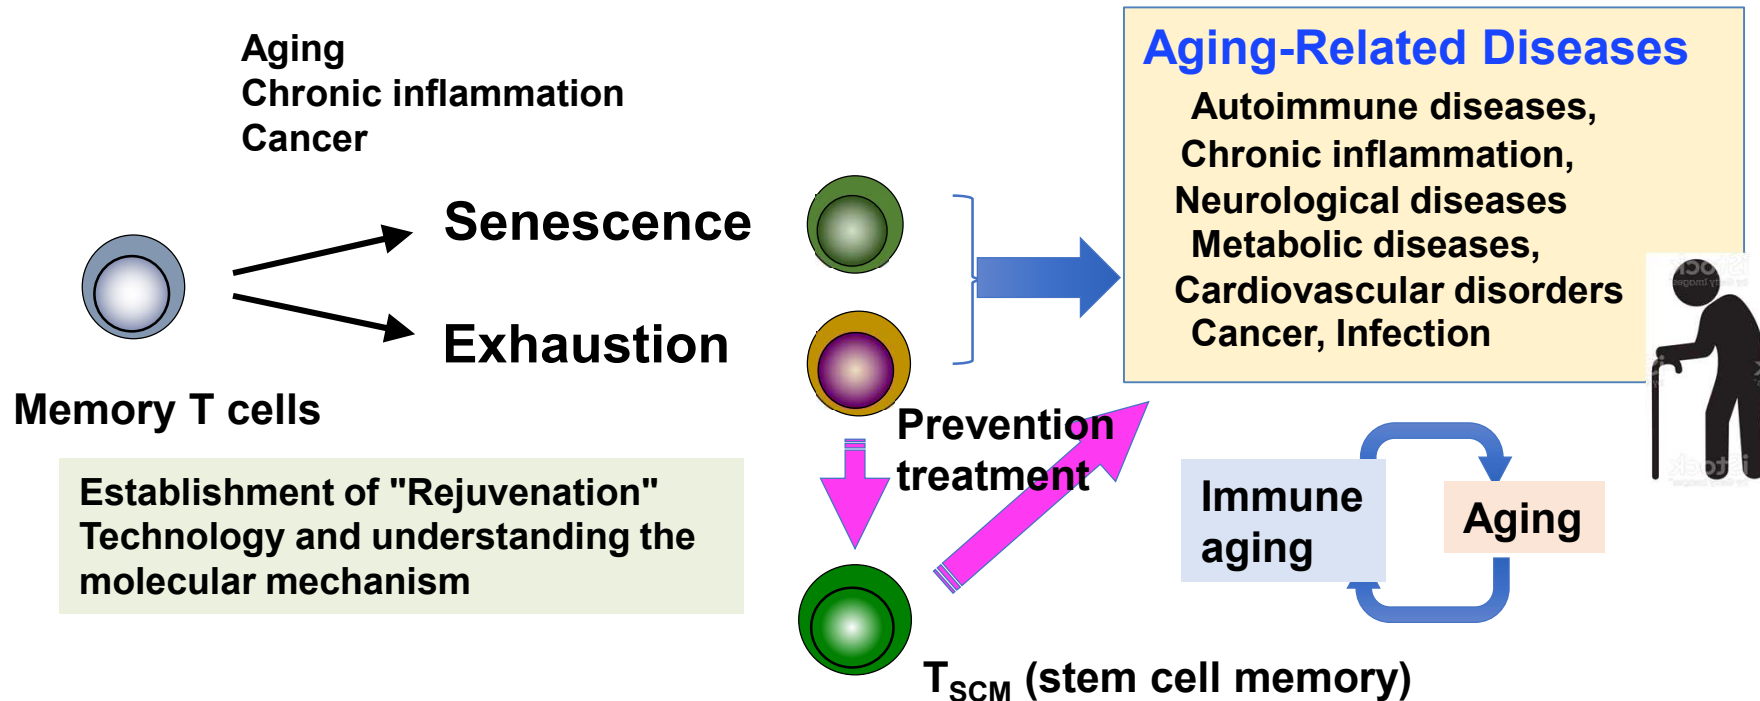 Aging
Chronic inflammation
Cancer
Senescence
Exhaustion
Memory T cells
Establishment of "Rejuvenation"
Technology and understanding the
molecular mechanism
Aging-Related Diseases
Autoimmune diseases,
Chronic inflammation,
Neurological diseases
Metabolic diseases,
Cardiovascular disorders
Cancer, Infection
Prevention
treatment
Immune
aging
Aging
TSCM (stem cell memory)